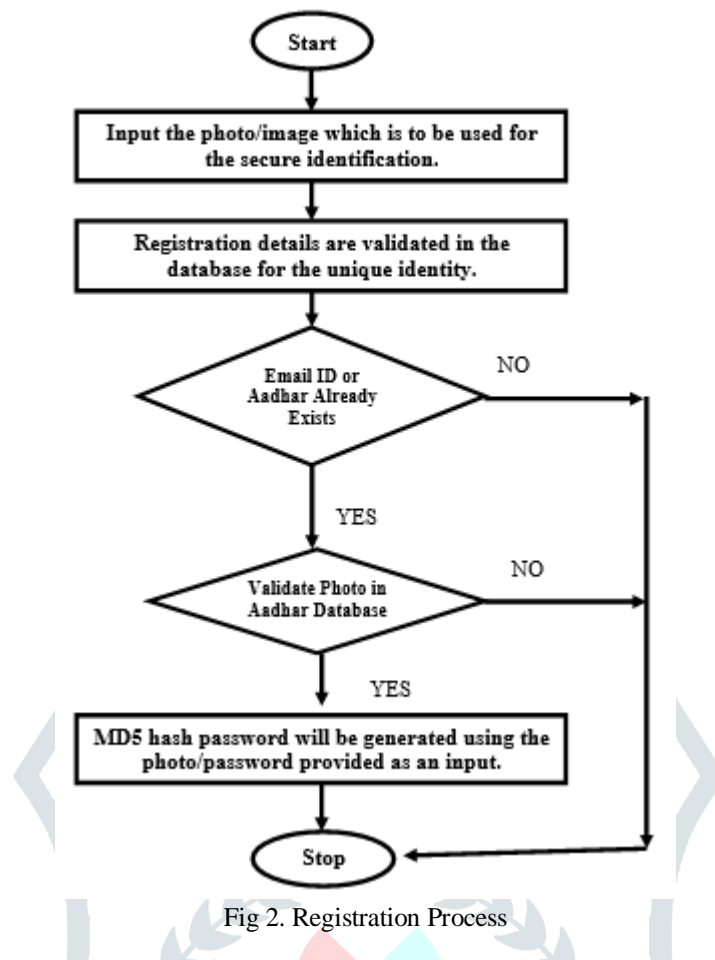 Start
Input the photo/image which is to be used for
the secure identification.
Registration details are validated in the
database for the unique identity.
Email ID or
Aadhar Already
Exists
NO
YES
Validate Photo in
Aadhar Database
NO
YES
MD5 hash password will be generated using the
photo/password provided as an input.
Stop
Fig 2. Registration Process